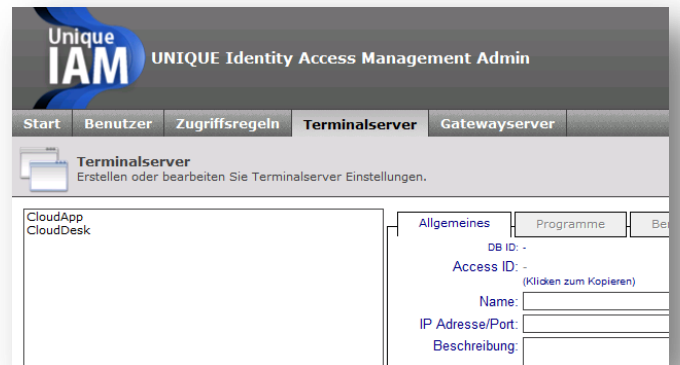 Unique
IAM
UNIQUE Identity Access Management Admin
Start Benutzer Zugriffsregeln Terminalserver Gatewayserver
Terminalserver
Erstellen oder bearbeiten Sie Terminalserver Einstellungen.
CloudApp
CloudDesk
Allgemeines Programme
DB ID: -
Access ID: -
(Klicken zum Kopieren)
Name:
IP Adresse/Port:
Beschreibung: